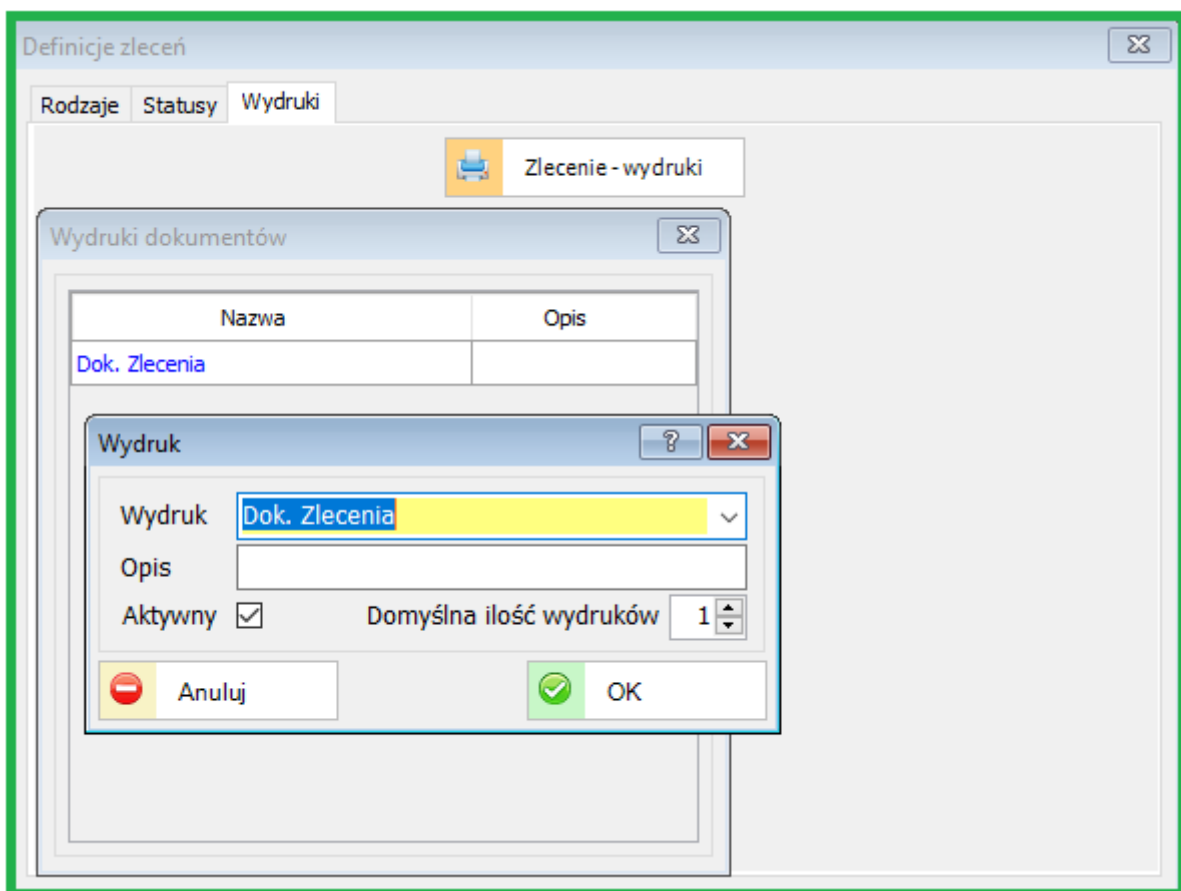 Definicje zleceń
Rodzaje Statusy Wydruki
Zlecenie - wydruki
Wydruki dokumentów
Nazwa Opis
Dok. Zlecenia
Wydruk
Wydruk Dok. Zlecenia
Opis
Aktywny Domyślna ilość wydruków 1
Anuluj OK